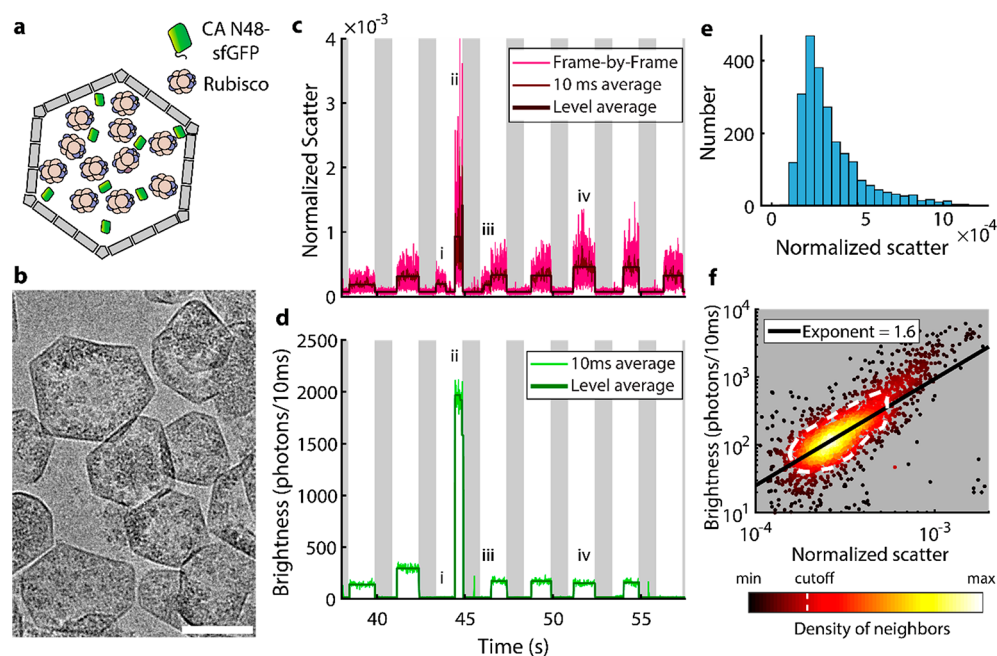 a
CA N48-
sfGFP
Rubisco
b
c
×10⁻³
4
3
2
1
0
Normalized Scatter
Frame-by-Frame
10 ms average
Level average
i
ii
iii
iv
d
2500
2000
1500
1000
500
0
Brightness (photons/10ms)
10ms average
Level average
i
ii
iii
iv
40
45
50
55
Time (s)
e
400
200
0
Number
0
5
10
×10⁻⁴
Normalized scatter
f
10⁴
10³
10²
10¹
Brightness (photons/10ms)
Exponent = 1.6
10⁻⁴
10⁻³
Normalized scatter
min
cutoff
max
Density of neighbors